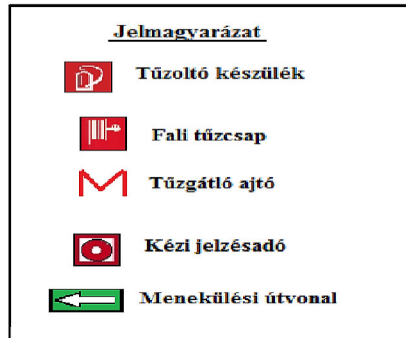 Jelmagyarázat
Tűzoltó készülék
Fali tűzcsap
Tűzgátló ajtó
Kézi jelzésadó
Menekülési útvonal